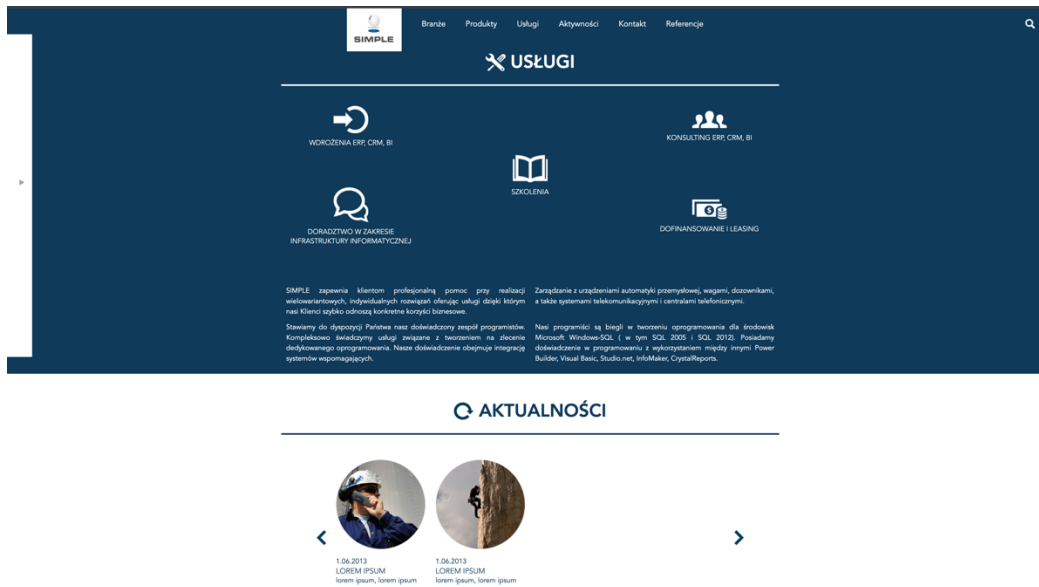 SIMPLE
Branże Produkty Usługi Aktywności Kontakt Referencje
USŁUGI
WDROŻENIA ERP, CRM, BI
KONSULTING ERP, CRM, BI
SZKOLENIA
DORADZTWO W ZAKRESIE
INFRASTRUKTURY INFORMATYCZNEJ
DOFINANSOWANIE I LEASING
SIMPLE zapewnia klientom profesjonalną pomoc przy realizacji
wielowariantowych, indywidualnych rozwiązań oferując usługi dzięki którym
nasi Klienci szybko odnoszą konkretne korzyści biznesowe.
Stawiamy do dyspozycji Państwa nasz doświadczony zespół programistów.
Kompleksowo świadczymy usługi związane z tworzeniem na zlecenie
dedykowanego oprogramowania. Nasze doświadczenie obejmuje integrację
systemów wspomagających.
Zarządzanie z urządzeniami automatyki przemysłowej, wagami, dozownikami,
a także systemami telekomunikacyjnymi i centralami telefonicznymi.
Nasi programiści są biegli w tworzeniu oprogramowania dla środowisk
Microsoft Windows-SQL ( w tym SQL 2005 i SQL 2012). Posiadamy
doświadczenie w programowaniu z wykorzystaniem między innymi Power
Builder, Visual Basic, Studio.net, InfoMaker, CrystalReports.
AKTUALNOŚCI
1.06.2013
LOREM IPSUM
lorem ipsum, lorem ipsum
1.06.2013
LOREM IPSUM
lorem ipsum, lorem ipsum